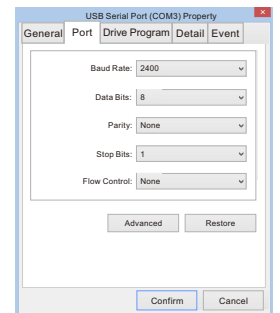 USB Serial Port (COM3) Property
General Port Drive Program Detail Event
Baud Rate: 2400
Data Bits: 8
Parity: None
Stop Bits: 1
Flow Control: None
Advanced Restore
Confirm Cancel